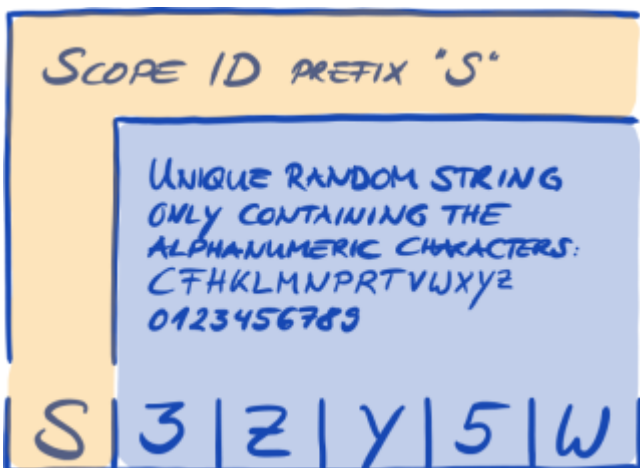 SCOPE ID PREFIX "S"
UNIQUE RANDOM STRING
ONLY CONTAINING THE
ALPHANUMERIC CHARACTERS:
CFHKLMNPRTVWXYZ
0123456789
S 3 Z Y 5 W